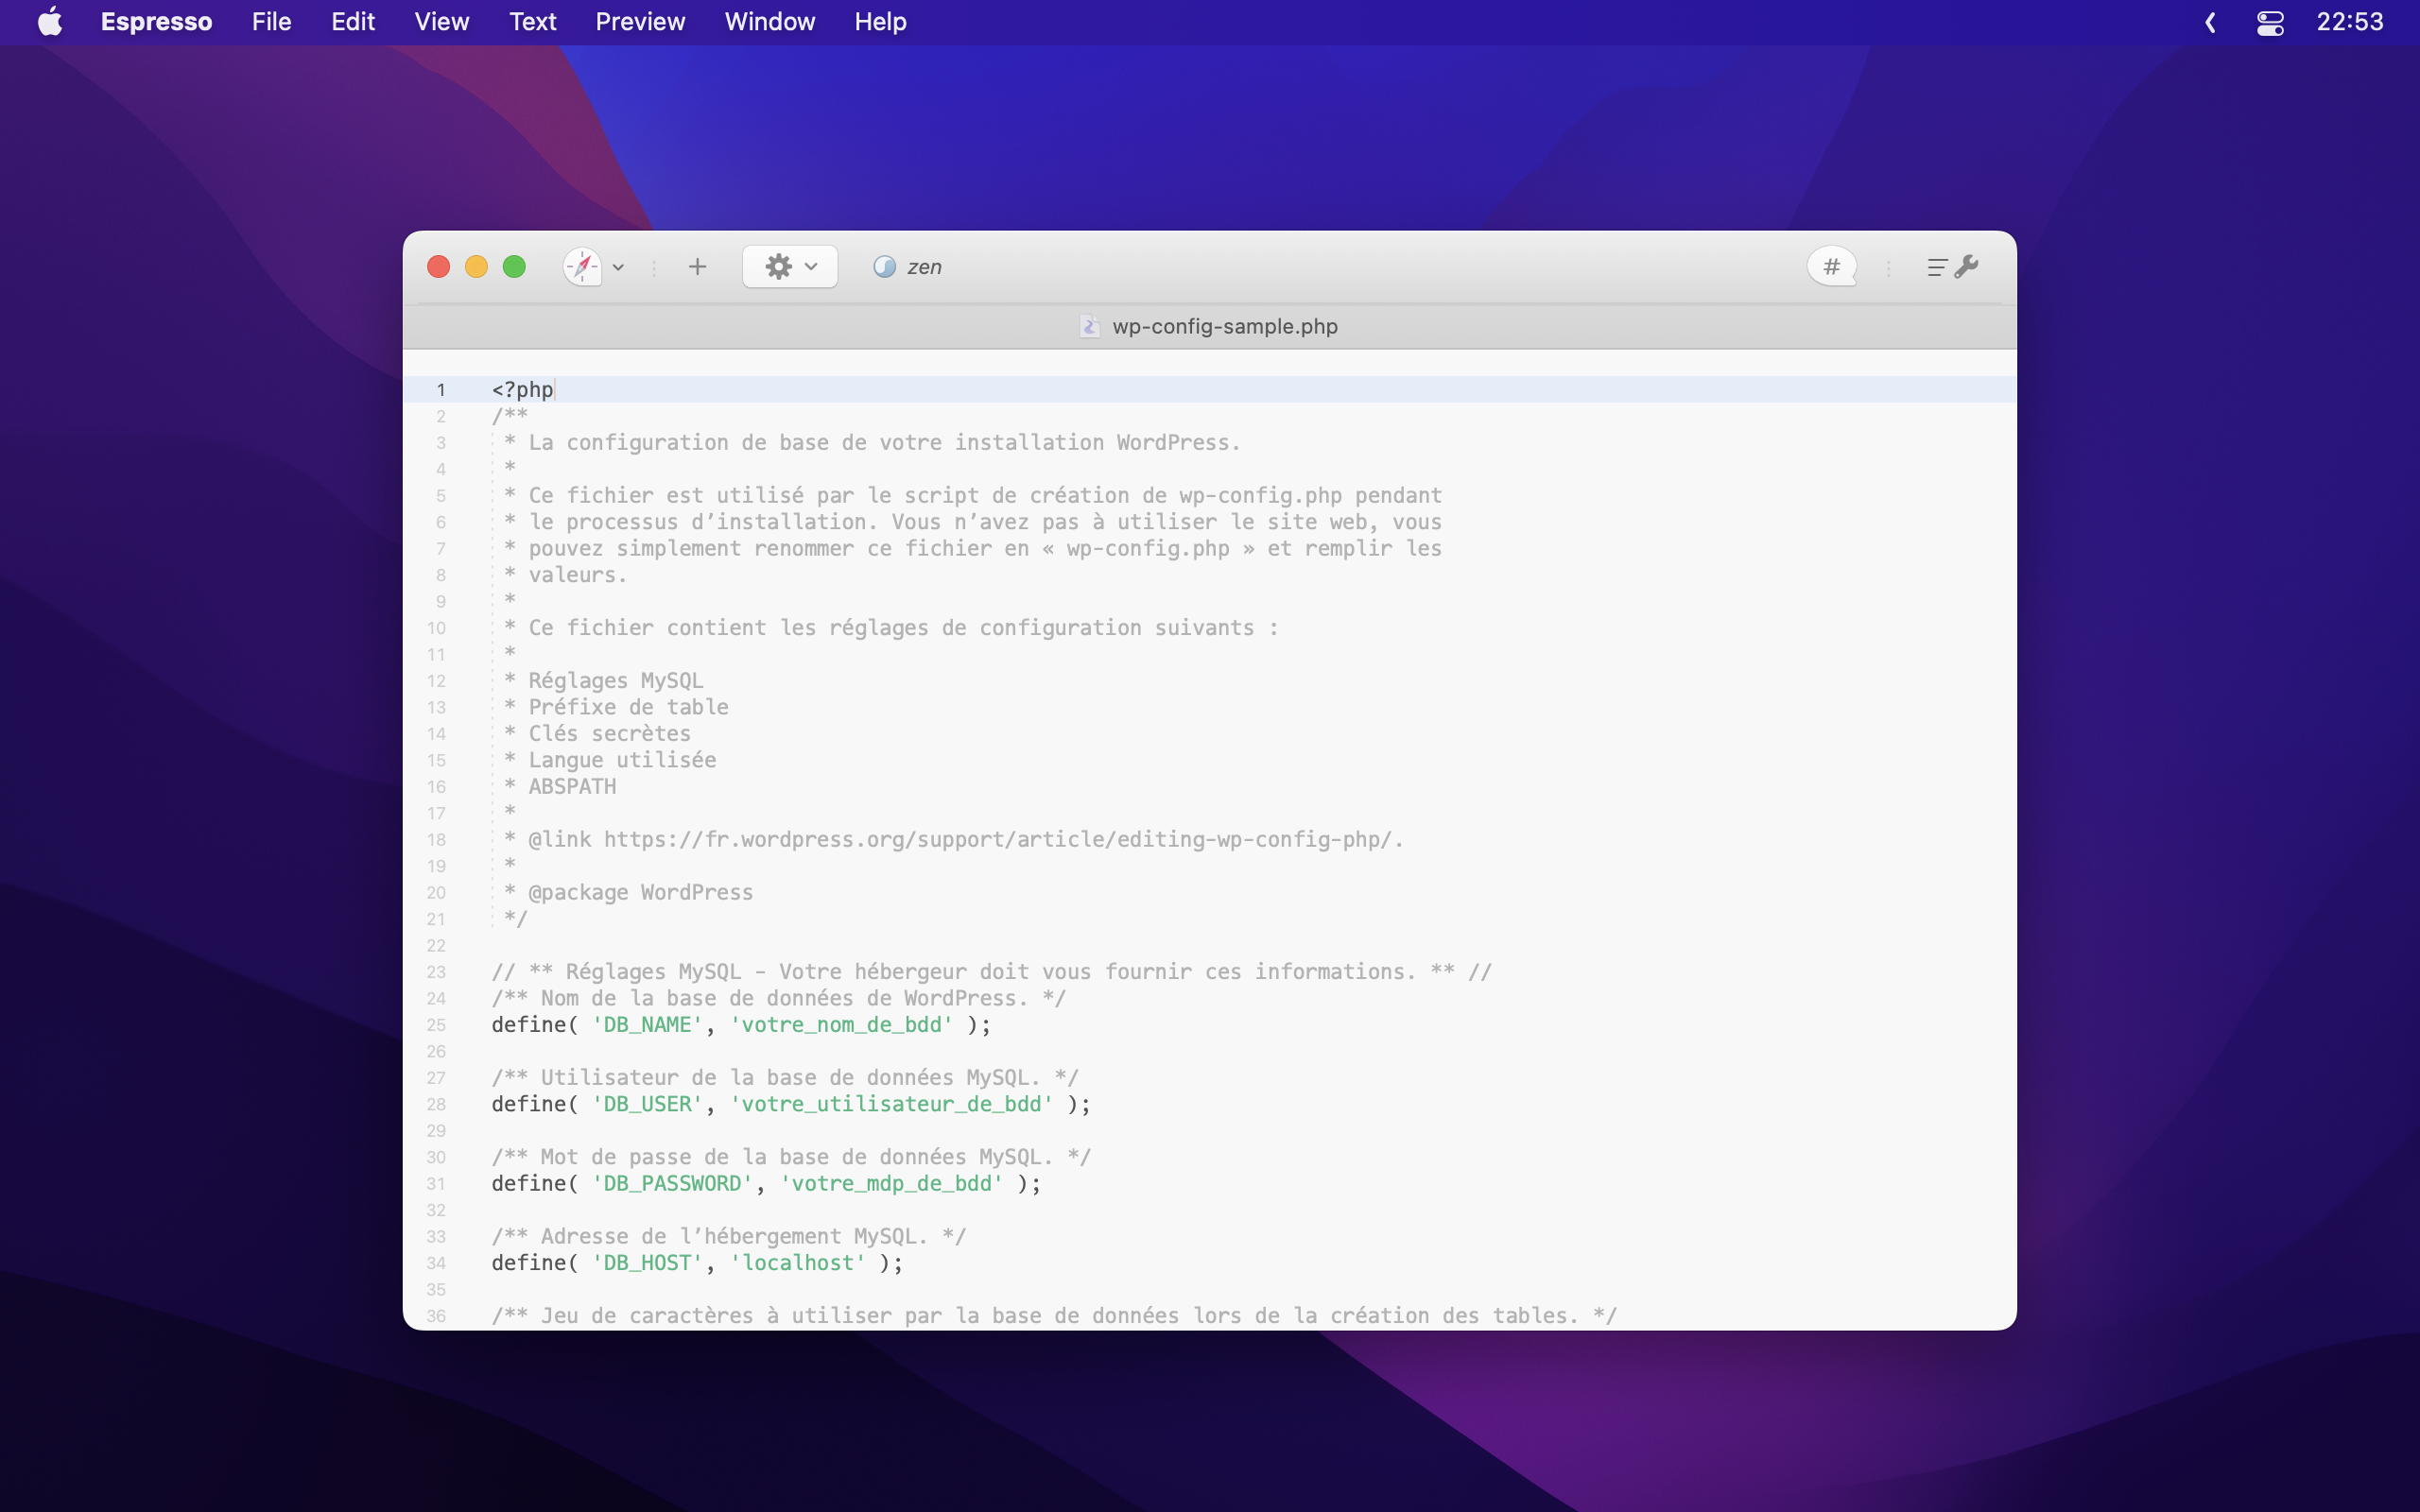 Espresso File Edit View Text Preview Window Help 22:53
zen #
wp-config-sample.php
1 <?php
2 /**
3 * La configuration de base de votre installation WordPress.
4 *
5 * Ce fichier est utilisé par le script de création de wp-config.php pendant
6 * le processus d’installation. Vous n’avez pas à utiliser le site web, vous
7 * pouvez simplement renommer ce fichier en « wp-config.php » et remplir les
8 * valeurs.
9 *
10 * Ce fichier contient les réglages de configuration suivants :
11 *
12 * Réglages MySQL
13 * Préfixe de table
14 * Clés secrètes
15 * Langue utilisée
16 * ABSPATH
17 *
18 * @link https://fr.wordpress.org/support/article/editing-wp-config-php/.
19 *
20 * @package WordPress
21 */
22
23 // ** Réglages MySQL - Votre hébergeur doit vous fournir ces informations. ** //
24 /** Nom de la base de données de WordPress. */
25 define( 'DB_NAME', 'votre_nom_de_bdd' );
26
27 /** Utilisateur de la base de données MySQL. */
28 define( 'DB_USER', 'votre_utilisateur_de_bdd' );
29
30 /** Mot de passe de la base de données MySQL. */
31 define( 'DB_PASSWORD', 'votre_mdp_de_bdd' );
32
33 /** Adresse de l’hébergement MySQL. */
34 define( 'DB_HOST', 'localhost' );
35
36 /** Jeu de caractères à utiliser par la base de données lors de la création des tables. */